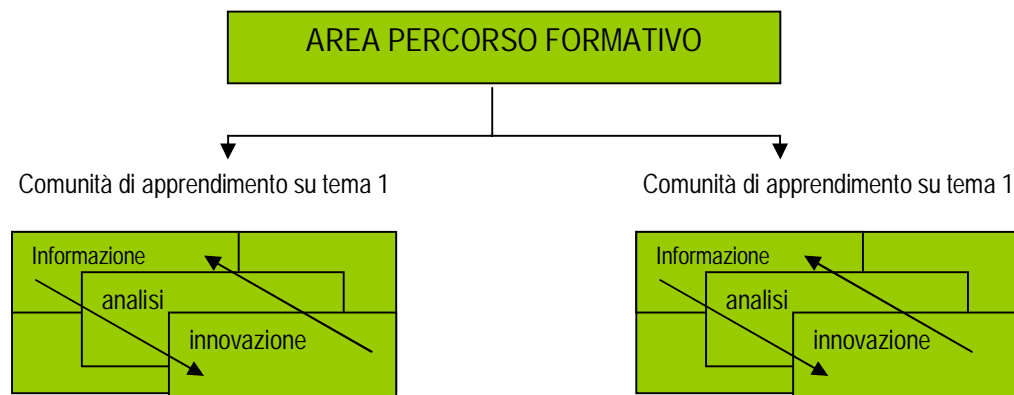 AREA PERCORSO FORMATIVO
Comunità di apprendimento su tema 1
Comunità di apprendimento su tema 1
Informazione
analisi
innovazione
Informazione
analisi
innovazione